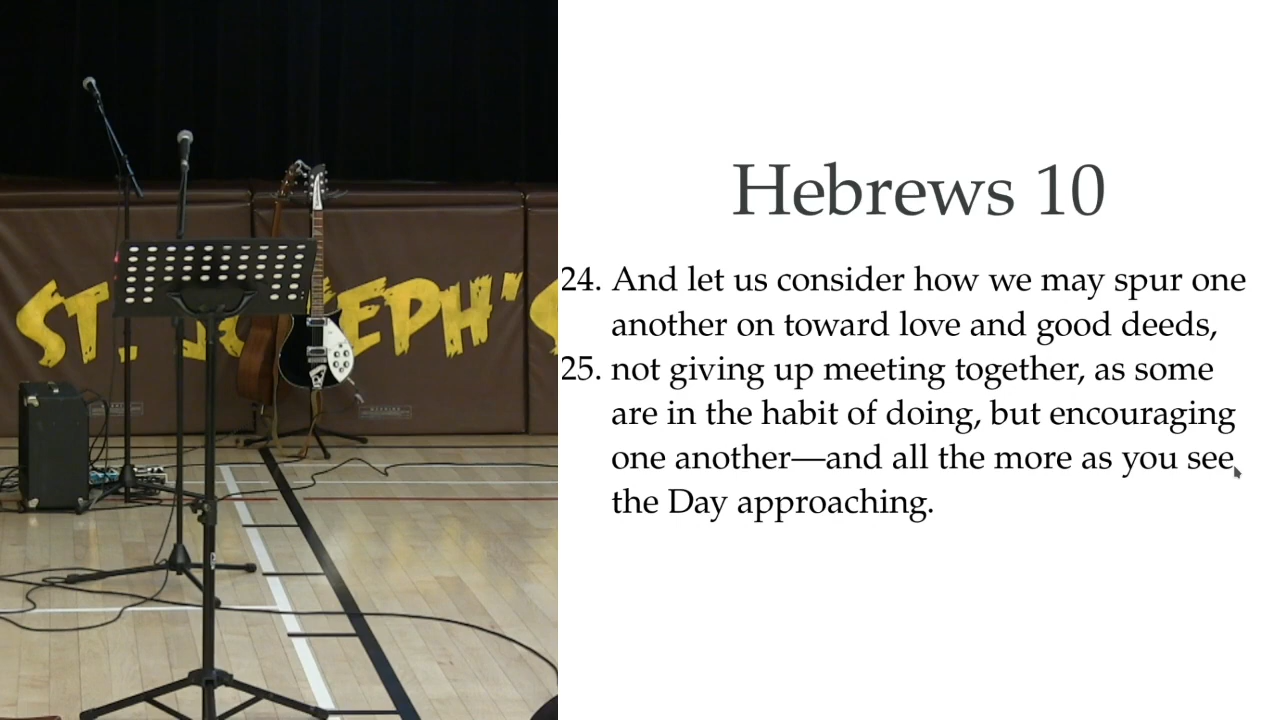 ST. JOSEPH'S
Hebrews 10
24. And let us consider how we may spur one
another on toward love and good deeds,
25. not giving up meeting together, as some
are in the habit of doing, but encouraging
one another—and all the more as you see
the Day approaching.